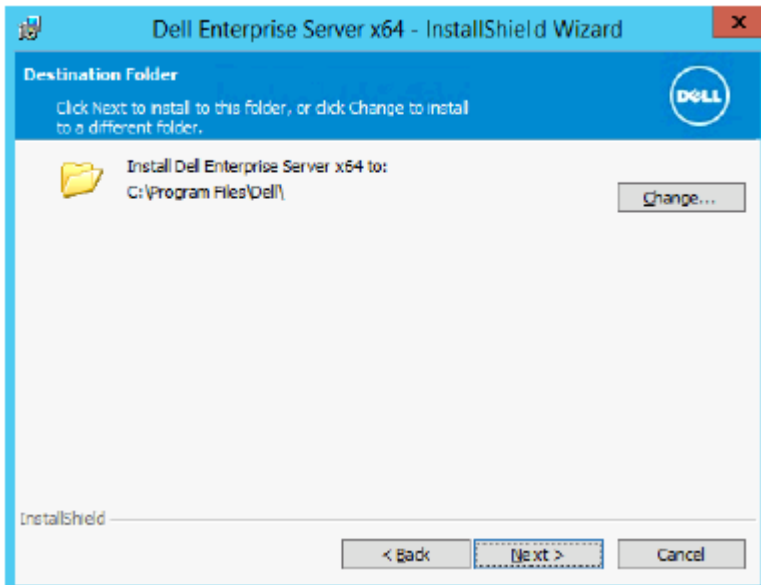 Dell Enterprise Server x64 - InstallShield Wizard
x
Destination Folder
Click Next to install to this folder, or click Change to install
to a different folder.
DELL
Install Dell Enterprise Server x64 to:
C:\Program Files\Dell\
Change...
InstallShield
< Back
Next >
Cancel